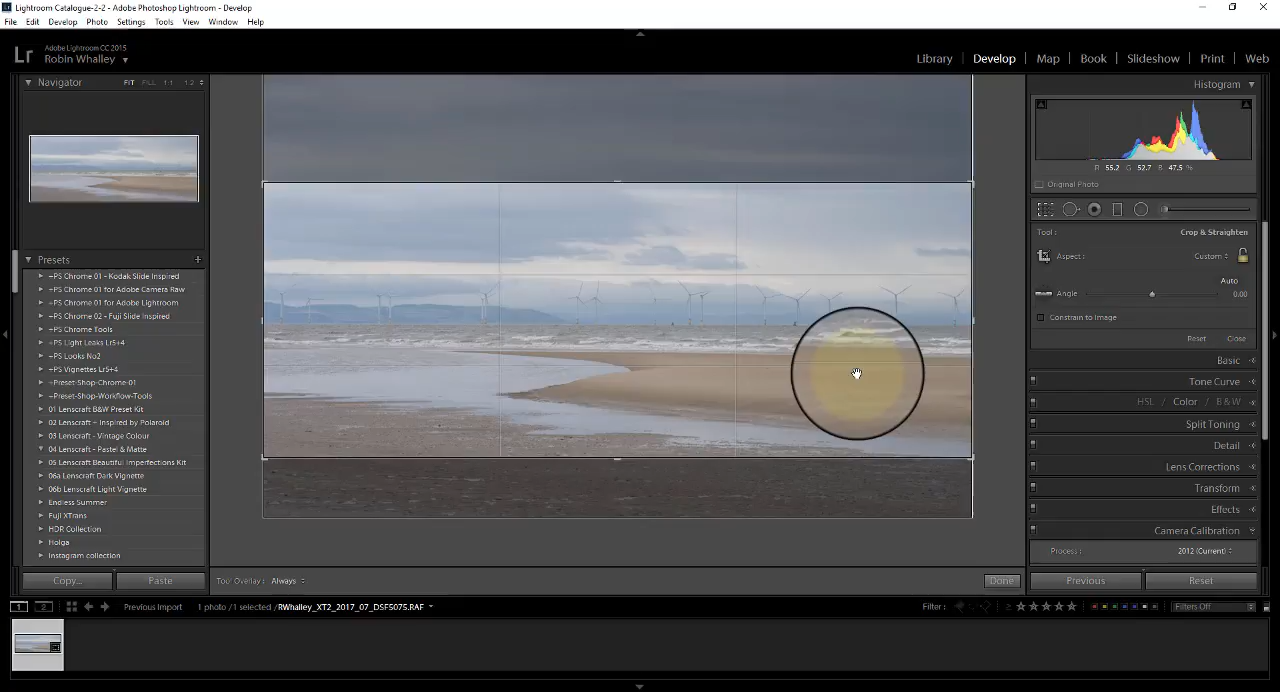 Lightroom Catalogue-2-2 - Adobe Photoshop Lightroom - Develop
File Edit Develop Photo Settings Tools View Window Help
Lr
Adobe Lightroom CC 2015
Robin Whalley
Library | Develop | Map | Book | Slideshow | Print | Web
Navigator FIT FILL 1:1 1:2
Presets +
+PS Chrome 01 - Kodak Slide Inspired
+PS Chrome 01 for Adobe Camera Raw
+PS Chrome 01 for Adobe Lightroom
+PS Chrome 02 - Fuji Slide Inspired
+PS Chrome Tools
+PS Light Leaks Lr5+4
+PS Looks No2
+PS Vignettes Lr5+4
+Preset-Shop-Chrome-01
+Preset-Shop-Workflow-Tools
01 Lenscraft B&W Preset Kit
02 Lenscraft - Inspired by Polaroid
03 Lenscraft - Vintage Colour
04 Lenscraft - Pastel & Matte
05 Lenscraft Beautiful Imperfections Kit
06a Lenscraft Dark Vignette
06b Lenscraft Light Vignette
Endless Summer
Fuji XTrans
HDR Collection
Holga
Instagram collection
Copy... Paste
Tool Overlay : Always
Done
Histogram
R 55.2 G 52.7 B 47.5 %
Original Photo
Tool : Crop & Straighten
Aspect : Custom
Auto
Angle 0.00
Constrain to Image
Reset Close
Basic
Tone Curve
HSL / Color / B & W
Split Toning
Detail
Lens Corrections
Transform
Effects
Camera Calibration
Process : 2012 (Current)
Previous Reset
1 2 Previous Import 1 photo /1 selected /RWhalley_XT2_2017_07_DSF5075.RAF
Filter : Filters Off